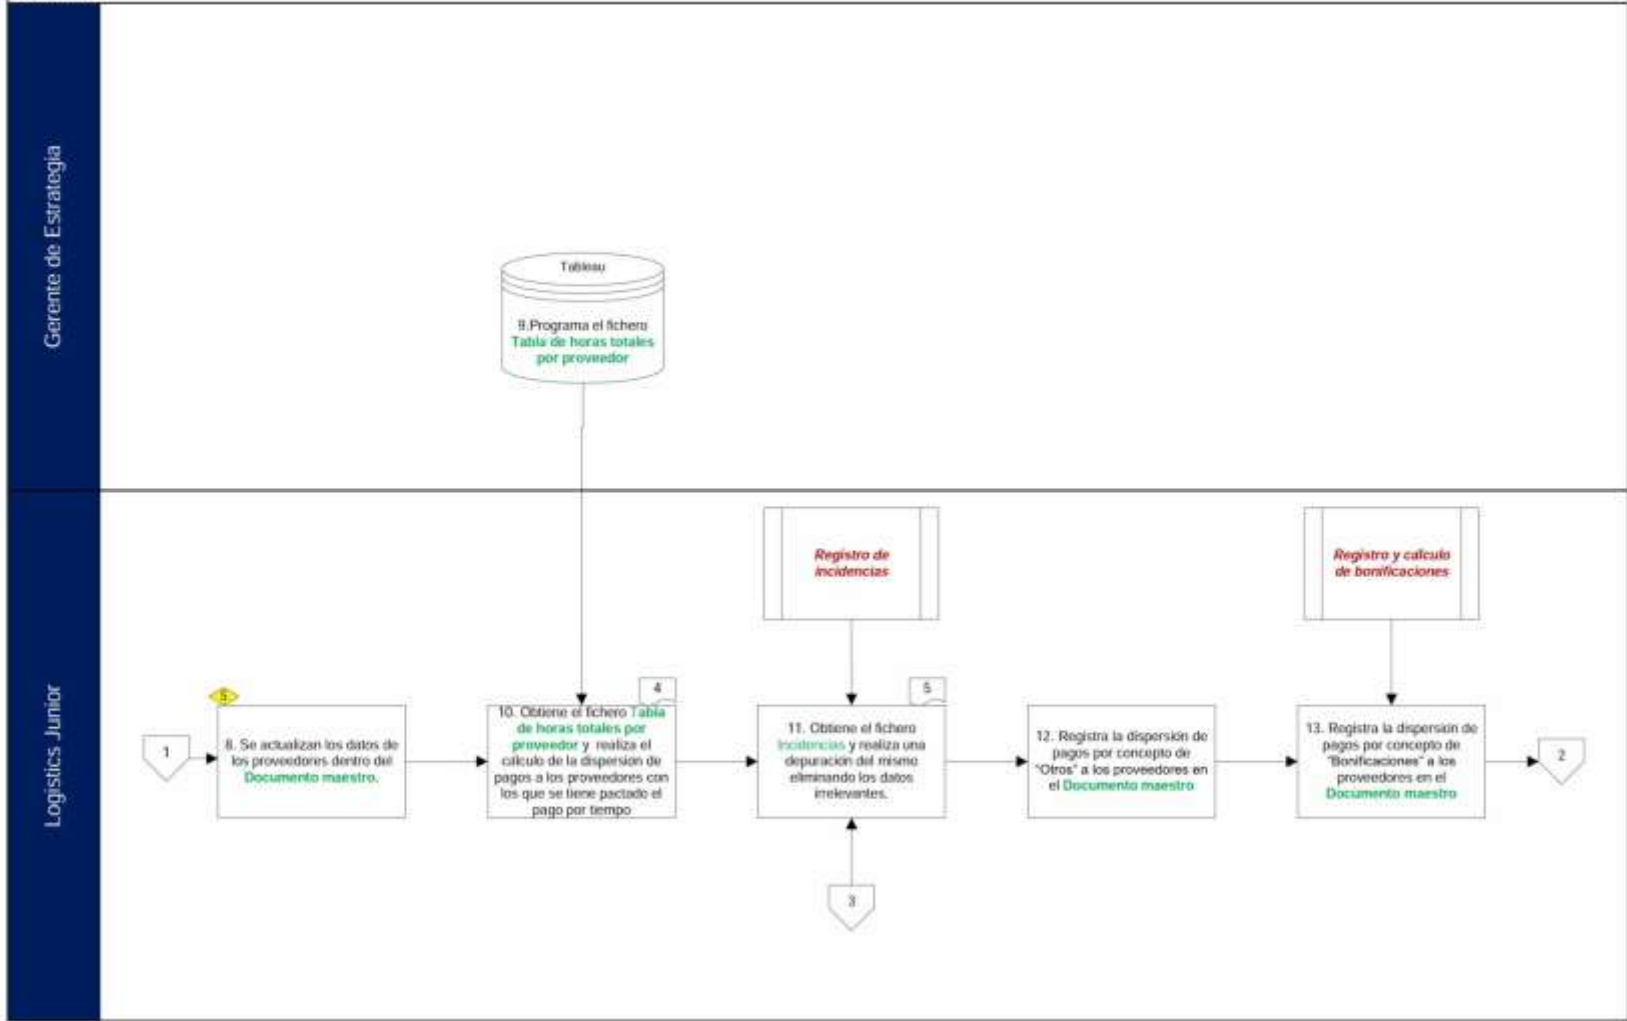 Gerente de Estrategia
Tableau
9.Programa el fichero
Tabla de horas totales
por proveedor
Logistics Junior
Registro de
incidencias
Registro y calculo
de bonificaciones
1
5
8. Se actualizan los datos de
los proveedores dentro del
Documento maestro.
4
10. Obtiene el fichero Tabla
de horas totales por
proveedor y realiza el
calculo de la dispersión de
pagos a los proveedores con
los que se tiene pactado el
pago por tiempo
5
11. Obtiene el fichero
Incidencias y realiza una
depuración del mismo
eliminando los datos
irrelevantes.
12. Registra la dispersión de
pagos por concepto de
"Otros" a los proveedores en
el Documento maestro
13. Registra la dispersión de
pagos por concepto de
"Bonificaciones" a los
proveedores en el
Documento maestro
2
3